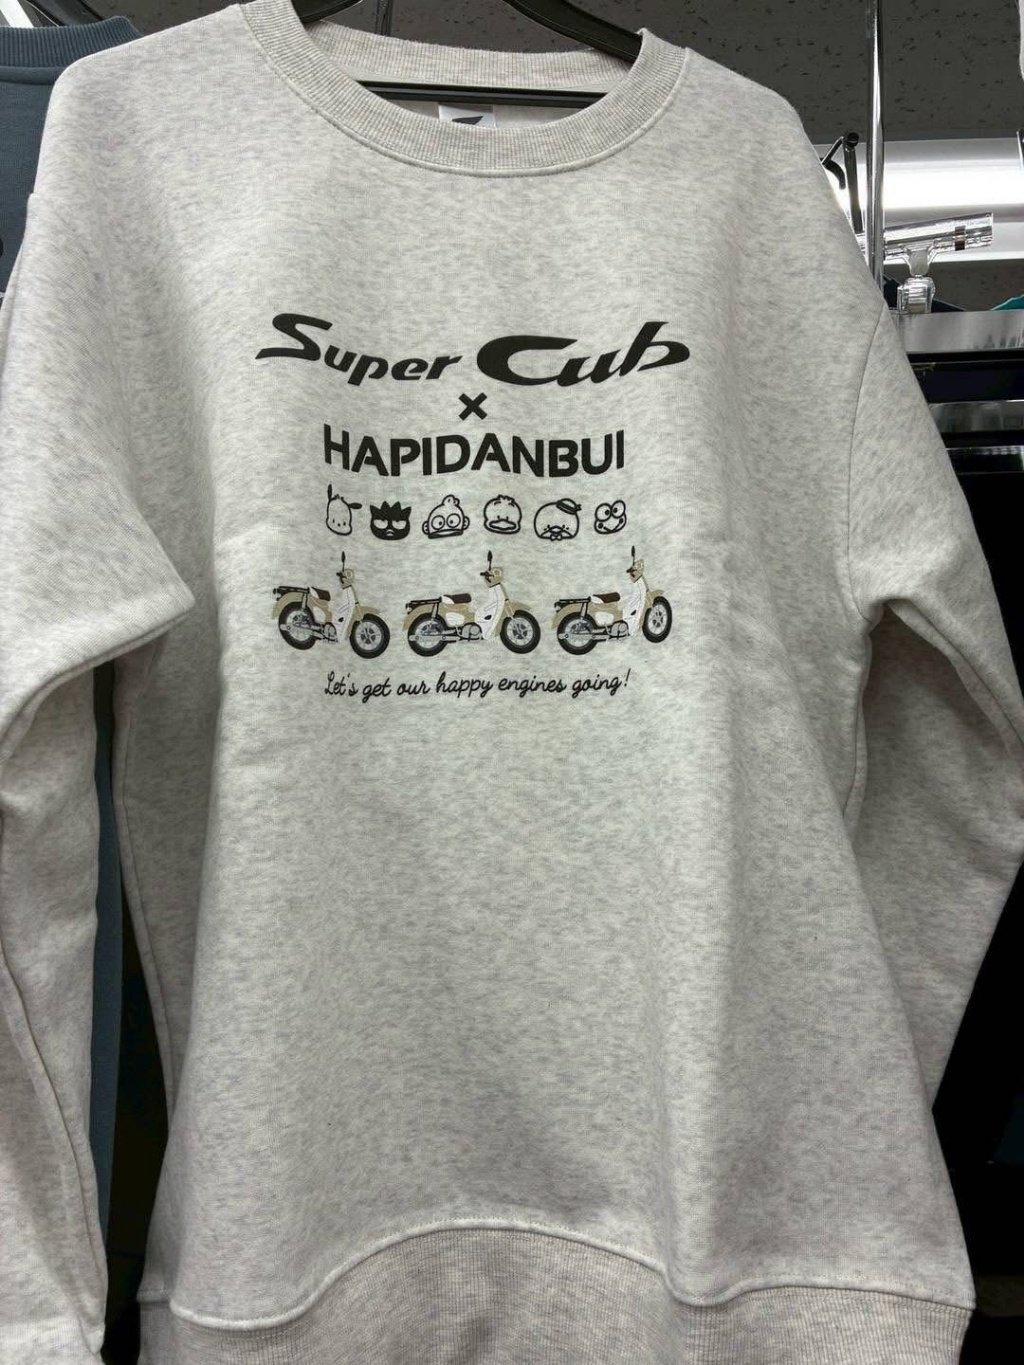 Super Cub
×
HAPIDANBUI
Let's get our happy engines going!